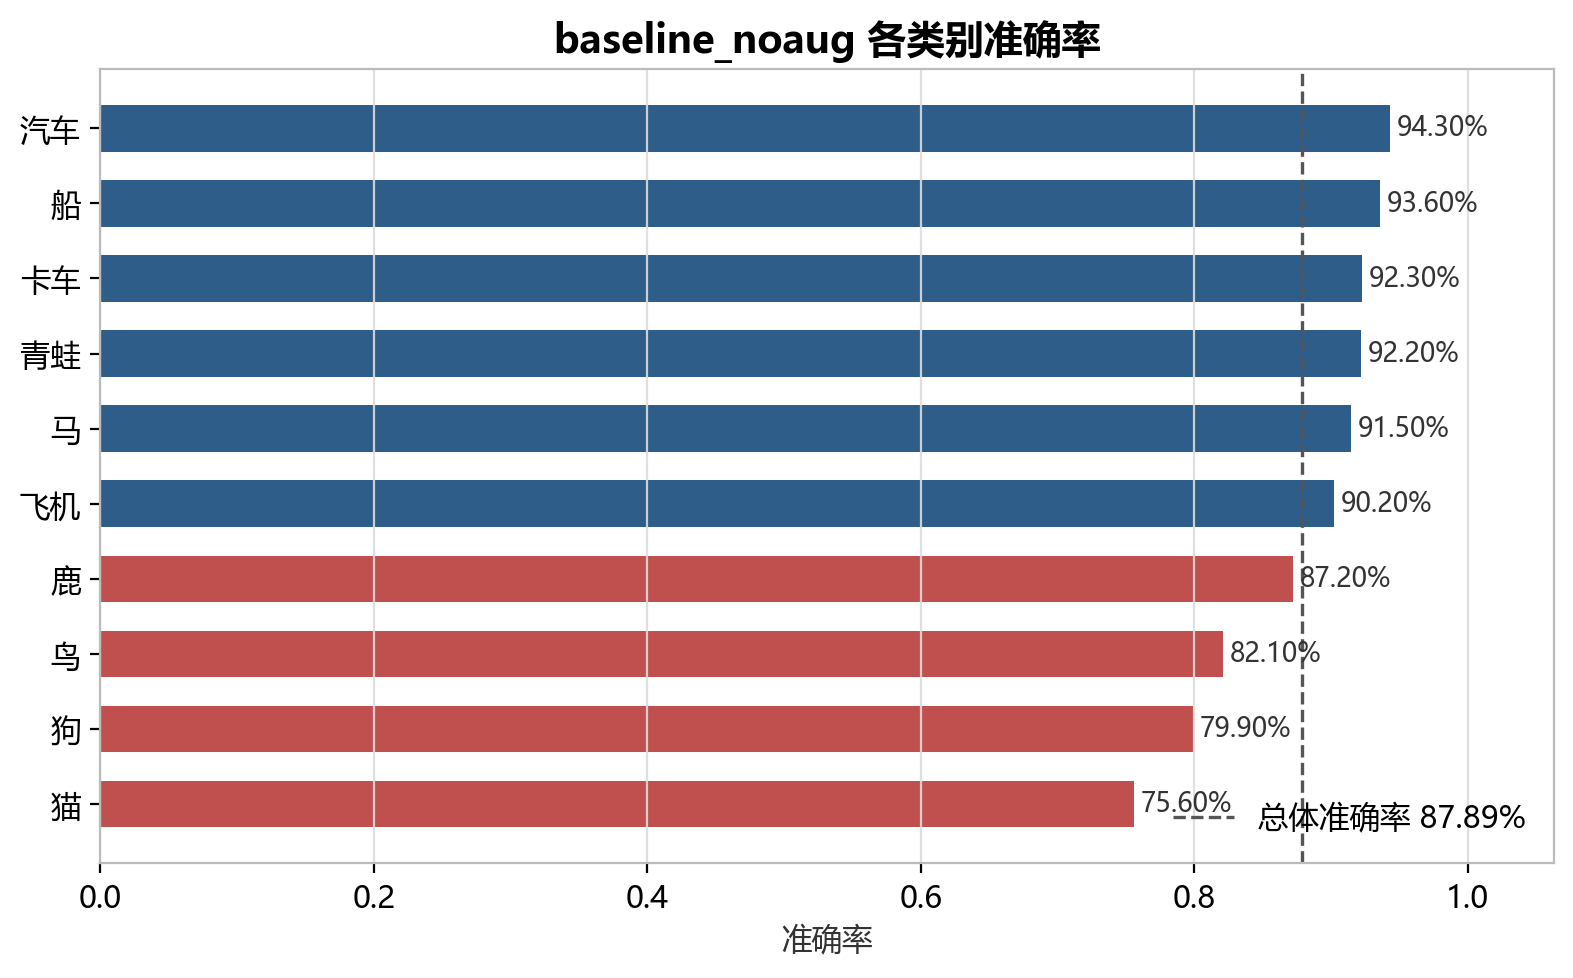 baseline_noaug 各类别准确率
汽车 94.30%
船 93.60%
卡车 92.30%
青蛙 92.20%
马 91.50%
飞机 90.20%
鹿 87.20%
鸟 82.10%
狗 79.90%
猫 75.60%
总体准确率 87.89%
0.0 0.2 0.4 0.6 0.8 1.0
准确率